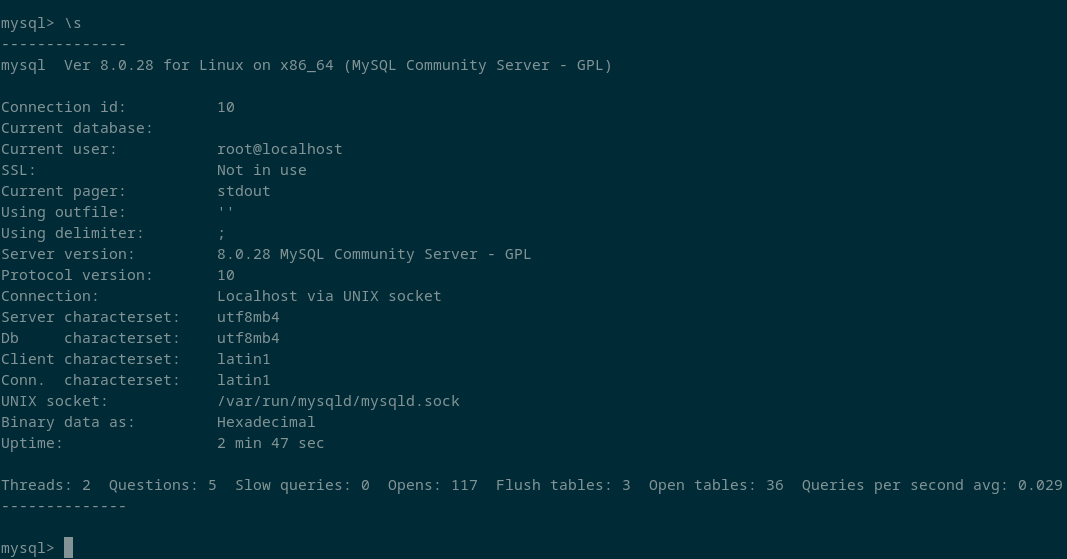 mysql> \s
--------------
mysql  Ver 8.0.28 for Linux on x86_64 (MySQL Community Server - GPL)
Connection id:          10
Current database:
Current user:           root@localhost
SSL:                    Not in use
Current pager:          stdout
Using outfile:          ''
Using delimiter:        ;
Server version:         8.0.28 MySQL Community Server - GPL
Protocol version:       10
Connection:             Localhost via UNIX socket
Server characterset:    utf8mb4
Db     characterset:    utf8mb4
Client characterset:    latin1
Conn.  characterset:    latin1
UNIX socket:            /var/run/mysqld/mysqld.sock
Binary data as:         Hexadecimal
Uptime:                 2 min 47 sec
Threads: 2  Questions: 5  Slow queries: 0  Opens: 117  Flush tables: 3  Open tables: 36  Queries per second avg: 0.029
--------------
mysql>